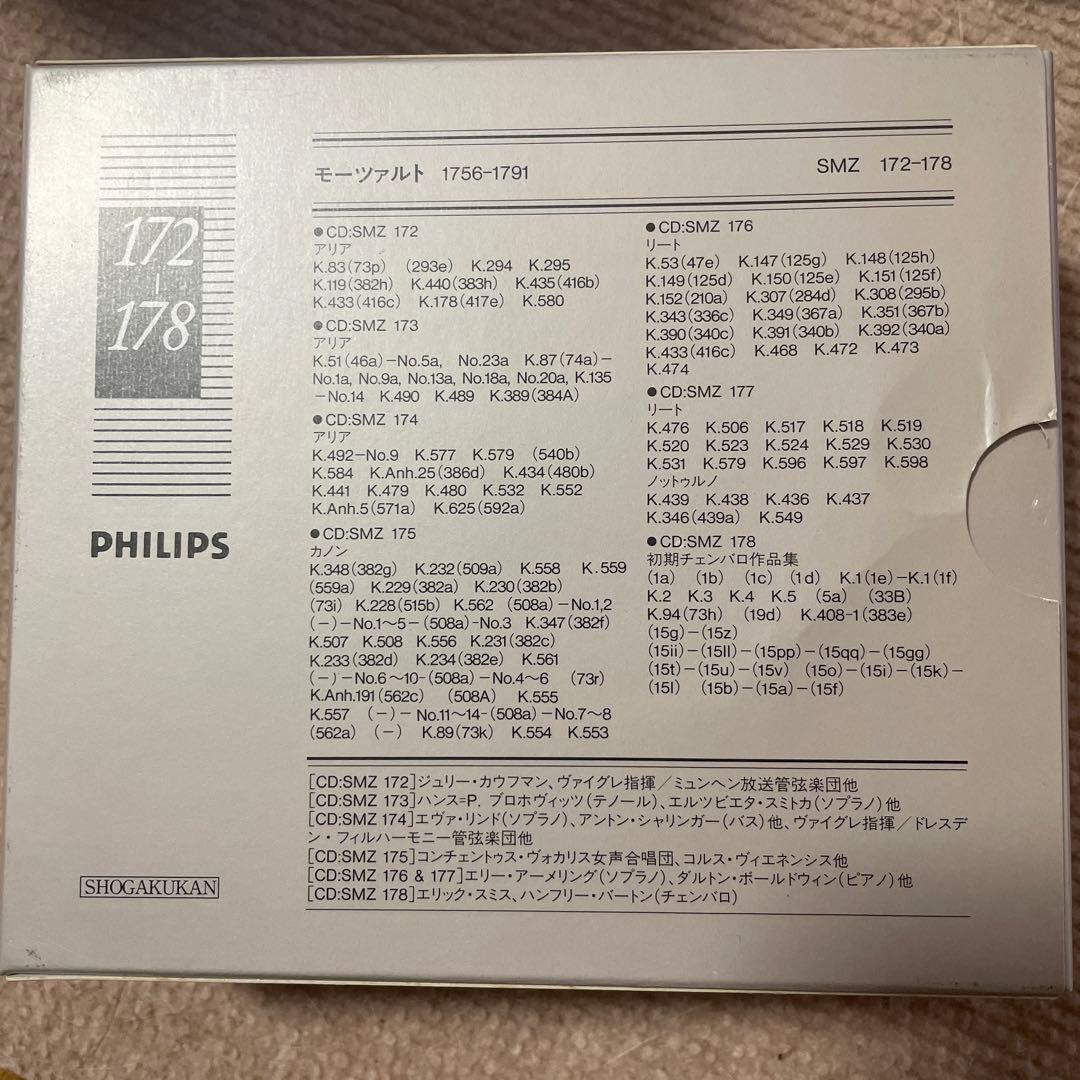 172
-
178
PHILIPS
SHOGAKUKAN
モーツァルト 1756-1791
SMZ 172-178
●CD:SMZ 172
アリア
K.83(73p) (293e) K.294 K.295
K.119(382h) K.440(383h) K.435(416b)
K.433(416c) K.178(417e) K.580
●CD:SMZ 173
アリア
K.51(46a)−No.5a, No.23a K.87(74a)−
No.1a, No.9a, No.13a, No.18a, No.20a, K.135
−No.14 K.490 K.489 K.389(384A)
●CD:SMZ 174
アリア
K.492−No.9 K.577 K.579 (540b)
K.584 K.Anh.25(386d) K.434(480b)
K.441 K.479 K.480 K.532 K.552
K.Anh.5(571a) K.625(592a)
●CD:SMZ 175
カノン
K.348(382g) K.232(509a) K.558 K.559
(559a) K.229(382a) K.230(382b)
(73i) K.228(515b) K.562 (508a)−No.1,2
(−)−No.1〜5−(508a)-No.3 K.347(382f)
K.507 K.508 K.556 K.231(382c)
K.233(382d) K.234(382e) K.561
(−)−No.6〜10-(508a)−No.4〜6 (73r)
K.Anh.191(562c) (508A) K.555
K.557 (−)−No.11〜14-(508a)−No.7〜8
(562a) (−) K.89(73k) K.554 K.553
●CD:SMZ 176
リート
K.53(47e) K.147(125g) K.148(125h)
K.149(125d) K.150(125e) K.151(125f)
K.152(210a) K.307(284d) K.308(295b)
K.343(336c) K.349(367a) K.351(367b)
K.390(340c) K.391(340b) K.392(340a)
K.433(416c) K.468 K.472 K.473
K.474
●CD:SMZ 177
リート
K.476 K.506 K.517 K.518 K.519
K.520 K.523 K.524 K.529 K.530
K.531 K.579 K.596 K.597 K.598
ノットゥルノ
K.439 K.438 K.436 K.437
K.346(439a) K.549
●CD:SMZ 178
初期チェンバロ作品集
(1a) (1b) (1c) (1d) K.1(1e)−K.1(1f)
K.2 K.3 K.4 K.5 (5a) (33B)
K.94(73h) (19d) K.408-1(383e)
(15g)−(15z)
(15ii)−(15ll)−(15pp)−(15qq)−(15gg)
(15t)−(15u)−(15v) (15o)−(15i)−(15k)−
(15l) (15b)−(15a)−(15f)
[CD:SMZ 172]ジュリー・カウフマン、ヴァイグレ指揮／ミュンヘン放送管弦楽団他
[CD:SMZ 173]ハンス=P. ブロホヴィッツ(テノール)、エルツビエタ・スミトカ(ソプラノ)他
[CD:SMZ 174]エヴァ・リンド(ソプラノ)、アントン・シャリンガー(バス)他、ヴァイグレ指揮／ドレスデ
ン・フィルハーモニー管弦楽団他
[CD:SMZ 175]コンチェントゥス・ヴォカリス女声合唱団、コルス・ヴィエネンシス他
[CD:SMZ 176 & 177]エリー・アーメリング(ソプラノ)、ダルトン・ボールドウィン(ピアノ)他
[CD:SMZ 178]エリック・スミス、ハンフリー・バートン(チェンバロ)